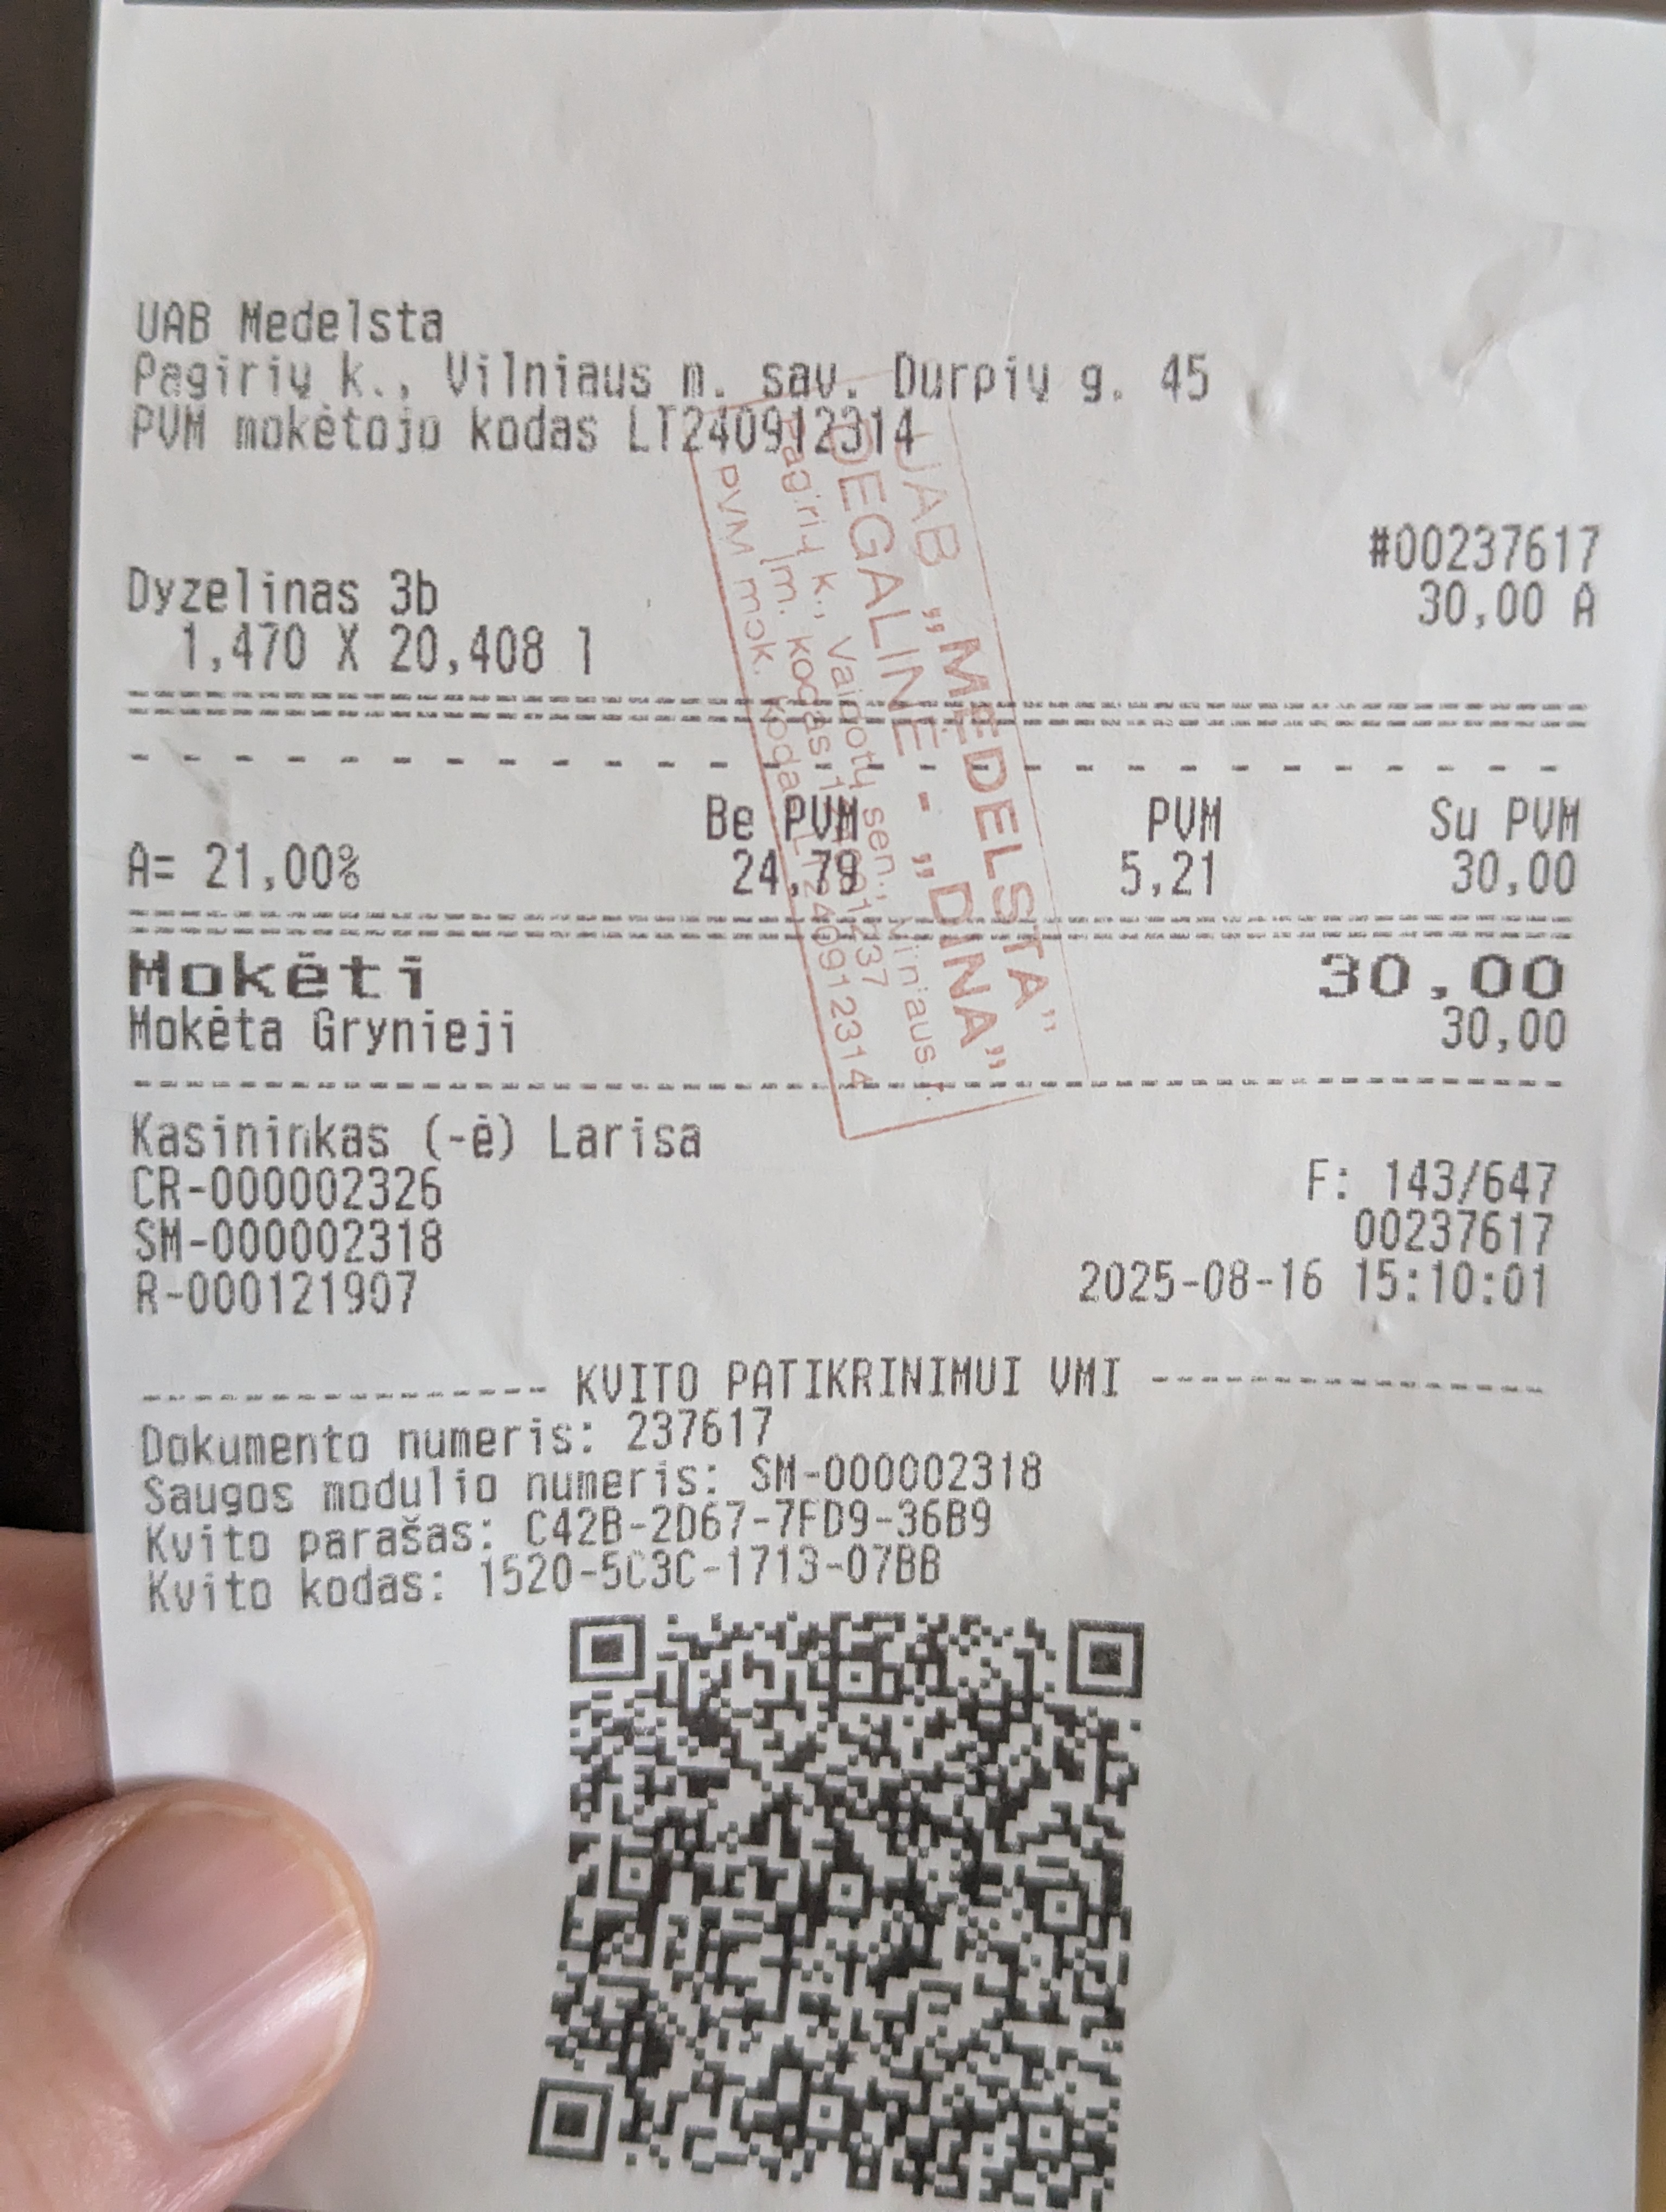 UAB Medelsta
Pagirių k., Vilniaus m. sav. Durpių g. 45
PVM mokėtojo kodas LT240912314
#00237617
Dyzelinas 3b 30,00 A
1,470 X 20,408 l
Be PVM PVM Su PVM
A= 21,00% 24,79 5,21 30,00
Mokėti 30,00
Mokėta Grynieji 30,00
Kasininkas (-ė) Larisa
CR-000002326 F: 143/647
SM-000002318 00237617
R-000121907 2025-08-16 15:10:01
KVITO PATIKRINIMUI VMI
Dokumento numeris: 237617
Saugos modulio numeris: SM-000002318
Kvito parašas: C42B-2D67-7FD9-36B9
Kvito kodas: 1520-5C3C-1713-07BB
UAB „MEDELSTA"
DEGALINE - „DINA"
Pagirių k., Vaidotų sen., Vilniaus r.
Įm. kodas
PVM mok. kodas LT240912314